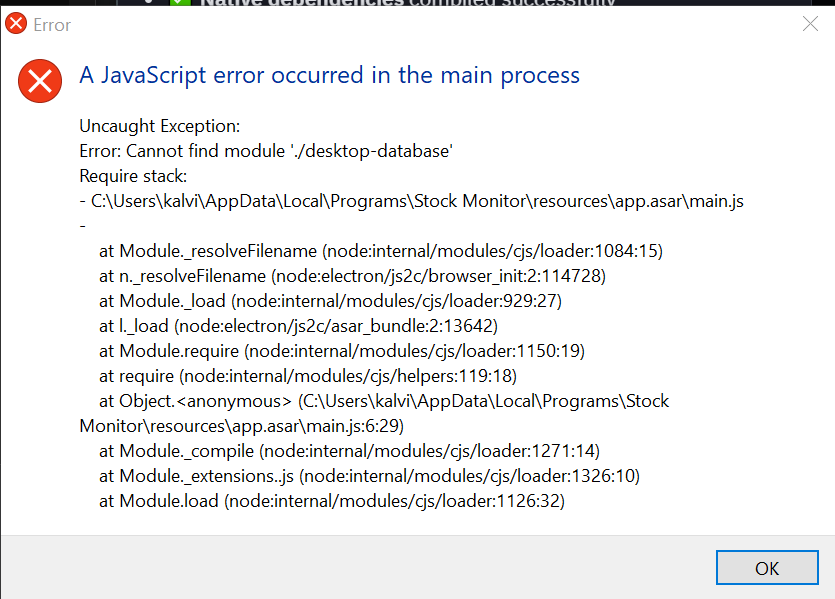 Native dependencies compiled successfully
Error
A JavaScript error occurred in the main process
Uncaught Exception:
Error: Cannot find module './desktop-database'
Require stack:
- C:\Users\kalvi\AppData\Local\Programs\Stock Monitor\resources\app.asar\main.js
-
at Module._resolveFilename (node:internal/modules/cjs/loader:1084:15)
at n._resolveFilename (node:electron/js2c/browser_init:2:114728)
at Module._load (node:internal/modules/cjs/loader:929:27)
at l._load (node:electron/js2c/asar_bundle:2:13642)
at Module.require (node:internal/modules/cjs/loader:1150:19)
at require (node:internal/modules/cjs/helpers:119:18)
at Object.<anonymous> (C:\Users\kalvi\AppData\Local\Programs\Stock
Monitor\resources\app.asar\main.js:6:29)
at Module._compile (node:internal/modules/cjs/loader:1271:14)
at Module._extensions..js (node:internal/modules/cjs/loader:1326:10)
at Module.load (node:internal/modules/cjs/loader:1126:32)
OK